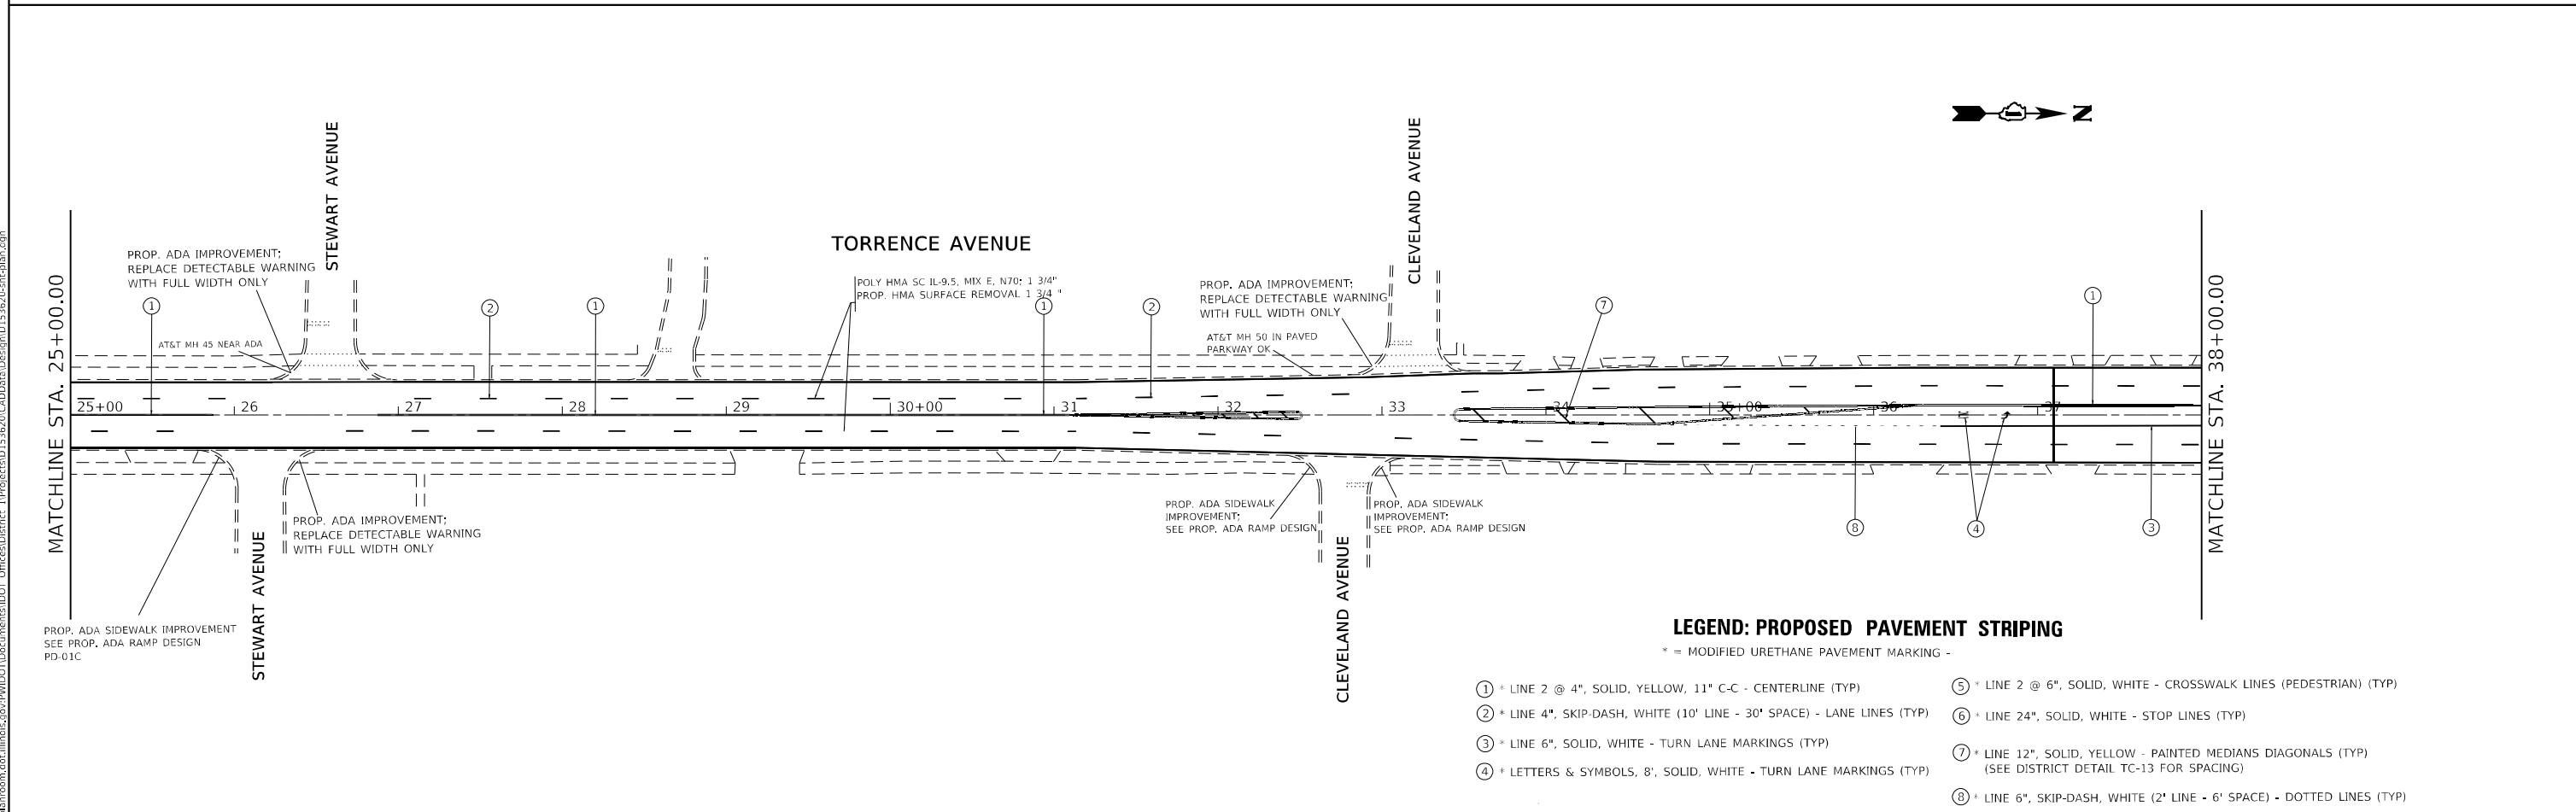 N
STEWART AVENUE
CLEVELAND AVENUE
TORRENCE AVENUE
PROP. ADA IMPROVEMENT;
REPLACE DETECTABLE WARNING
WITH FULL WIDTH ONLY
AT&T MH 45 NEAR ADA
POLY HMA SC IL-9.5, MIX E, N70; 1 3/4"
PROP. HMA SURFACE REMOVAL 1 3/4 "
PROP. ADA IMPROVEMENT;
REPLACE DETECTABLE WARNING
WITH FULL WIDTH ONLY
AT&T MH 50 IN PAVED
PARKWAY OK
1
2
1
1
2
7
1
MATCHLINE STA. 25+00.00
MATCHLINE STA. 38+00.00
25+00
26
27
28
29
30+00
31
32
33
34
35+00
36
37
PROP. ADA IMPROVEMENT;
REPLACE DETECTABLE WARNING
WITH FULL WIDTH ONLY
PROP. ADA SIDEWALK
IMPROVEMENT;
SEE PROP. ADA RAMP DESIGN
PROP. ADA SIDEWALK
IMPROVEMENT;
SEE PROP. ADA RAMP DESIGN
8
4
3
STEWART AVENUE
CLEVELAND AVENUE
PROP. ADA SIDEWALK IMPROVEMENT
SEE PROP. ADA RAMP DESIGN
PD-01C
LEGEND: PROPOSED PAVEMENT STRIPING
* = MODIFIED URETHANE PAVEMENT MARKING -
1 * LINE 2 @ 4", SOLID, YELLOW, 11" C-C - CENTERLINE (TYP)
2 * LINE 4", SKIP-DASH, WHITE (10' LINE - 30' SPACE) - LANE LINES (TYP)
3 * LINE 6", SOLID, WHITE - TURN LANE MARKINGS (TYP)
4 * LETTERS & SYMBOLS, 8', SOLID, WHITE - TURN LANE MARKINGS (TYP)
5 * LINE 2 @ 6", SOLID, WHITE - CROSSWALK LINES (PEDESTRIAN) (TYP)
6 * LINE 24", SOLID, WHITE - STOP LINES (TYP)
7 * LINE 12", SOLID, YELLOW - PAINTED MEDIANS DIAGONALS (TYP)
(SEE DISTRICT DETAIL TC-13 FOR SPACING)
8 * LINE 6", SKIP-DASH, WHITE (2' LINE - 6' SPACE) - DOTTED LINES (TYP)